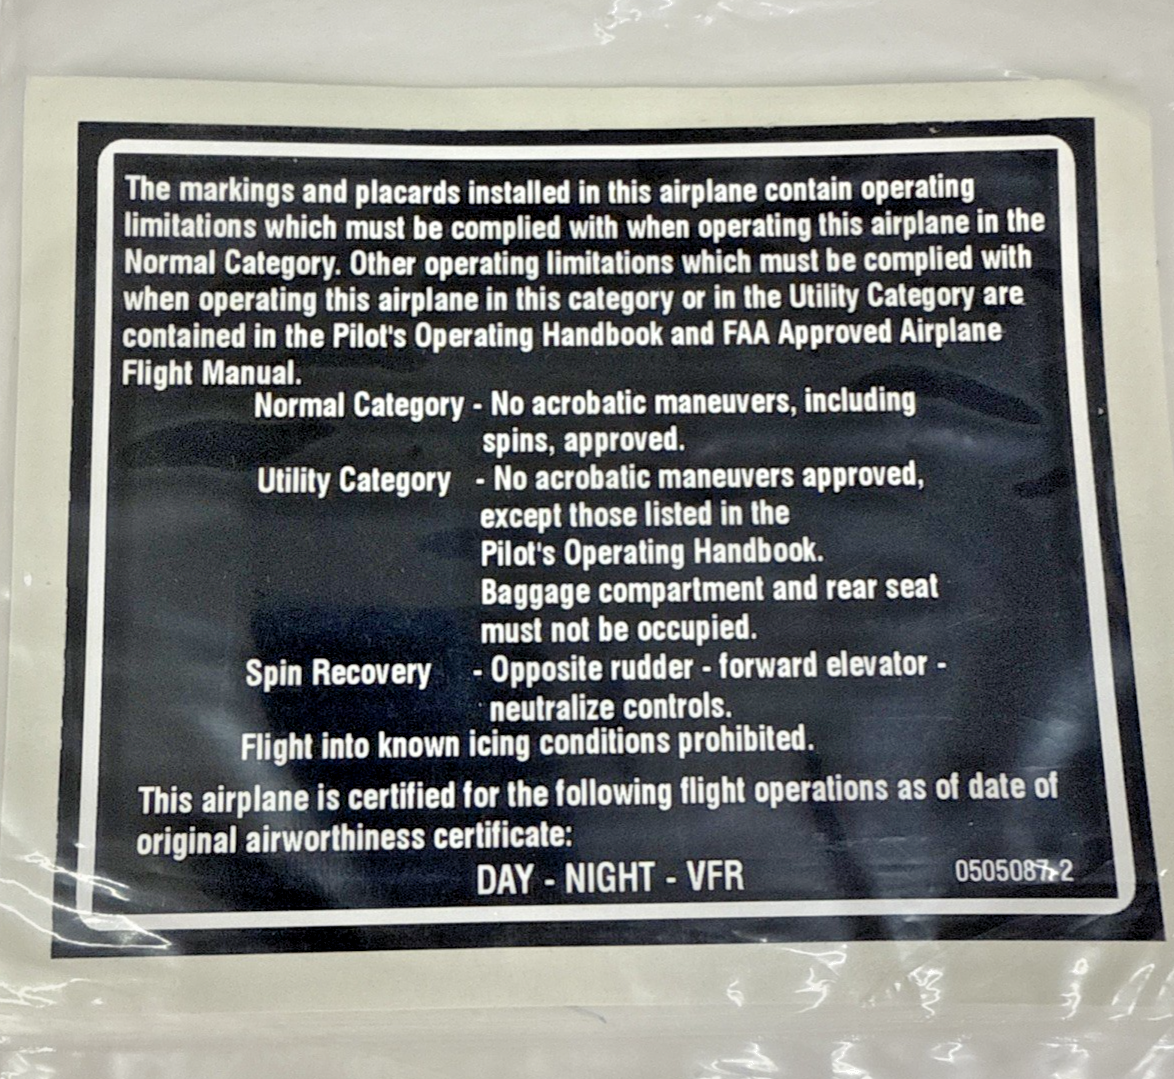 The markings and placards installed in this airplane contain operating
limitations which must be complied with when operating this airplane in the
Normal Category. Other operating limitations which must be complied with
when operating this airplane in this category or in the Utility Category are
contained in the Pilot's Operating Handbook and FAA Approved Airplane
Flight Manual.
Normal Category - No acrobatic maneuvers, including
spins, approved.
Utility Category - No acrobatic maneuvers approved,
except those listed in the
Pilot's Operating Handbook.
Baggage compartment and rear seat
must not be occupied.
Spin Recovery - Opposite rudder - forward elevator -
neutralize controls.
Flight into known icing conditions prohibited.
This airplane is certified for the following flight operations as of date of
original airworthiness certificate:
DAY - NIGHT - VFR 0505087-2